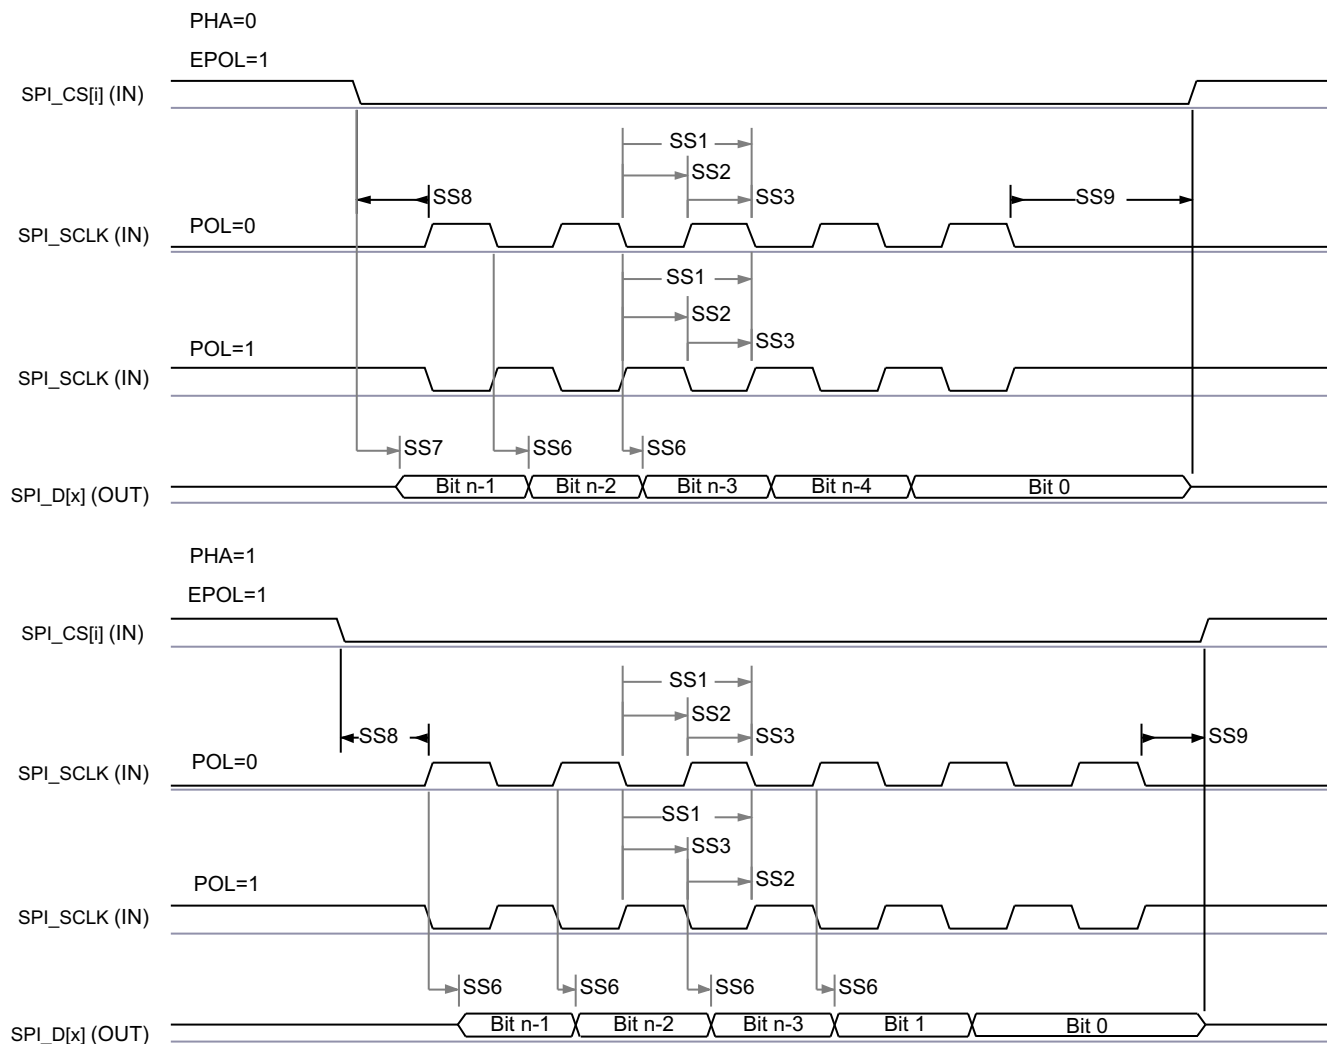 PHA=0
EPOL=1
SPI_CS[i] (IN)
SS1
SS2
SS8
SS3
SS9
POL=0
SPI_SCLK (IN)
SS1
SS2
SS3
POL=1
SPI_SCLK (IN)
SS7
SS6
SS6
SPI_D[x] (OUT)
Bit n-1
Bit n-2
Bit n-3
Bit n-4
Bit 0
PHA=1
EPOL=1
SPI_CS[i] (IN)
SS1
SS2
SS8
SS3
SS9
POL=0
SPI_SCLK (IN)
SS1
SS3
SS2
POL=1
SPI_SCLK (IN)
SS6
SS6
SS6
SS6
SPI_D[x] (OUT)
Bit n-1
Bit n-2
Bit n-3
Bit 1
Bit 0